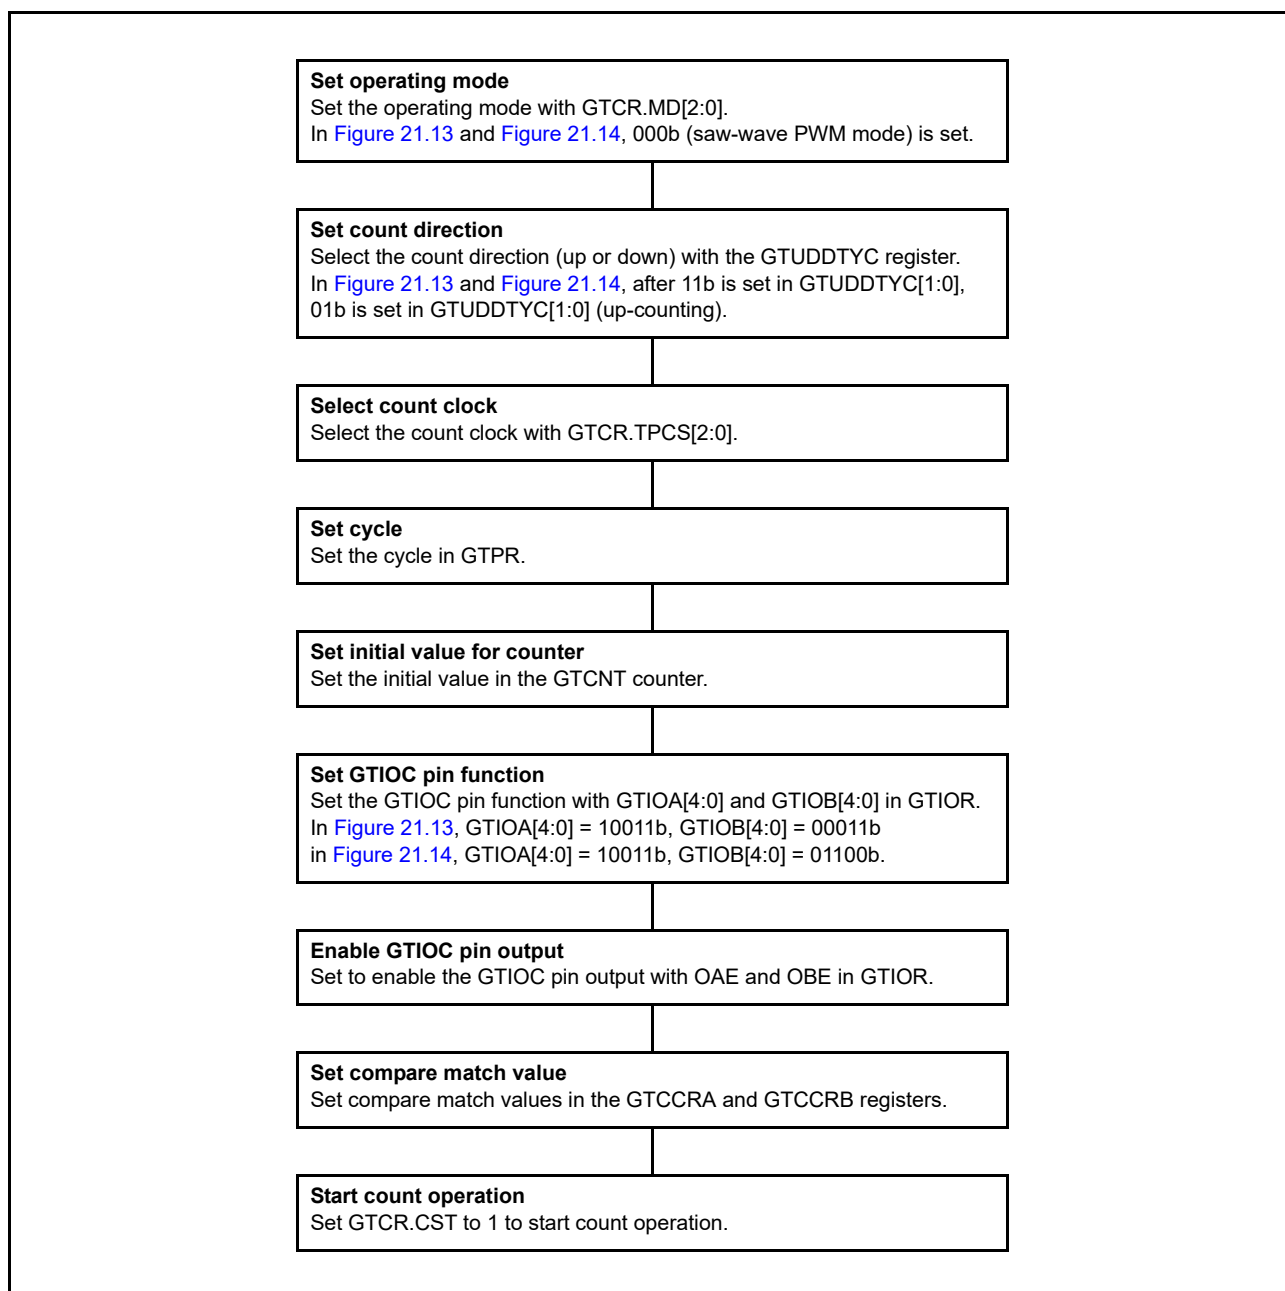 Set operating mode
Set the operating mode with GTCR.MD[2:0].
In Figure 21.13 and Figure 21.14, 000b (saw-wave PWM mode) is set.
Set count direction
Select the count direction (up or down) with the GTUDDTYC register.
In Figure 21.13 and Figure 21.14, after 11b is set in GTUDDTYC[1:0],
01b is set in GTUDDTYC[1:0] (up-counting).
Select count clock
Select the count clock with GTCR.TPCS[2:0].
Set cycle
Set the cycle in GTPR.
Set initial value for counter
Set the initial value in the GTCNT counter.
Set GTIOC pin function
Set the GTIOC pin function with GTIOA[4:0] and GTIOB[4:0] in GTIOR.
In Figure 21.13, GTIOA[4:0] = 10011b, GTIOB[4:0] = 00011b
in Figure 21.14, GTIOA[4:0] = 10011b, GTIOB[4:0] = 01100b.
Enable GTIOC pin output
Set to enable the GTIOC pin output with OAE and OBE in GTIOR.
Set compare match value
Set compare match values in the GTCCRA and GTCCRB registers.
Start count operation
Set GTCR.CST to 1 to start count operation.